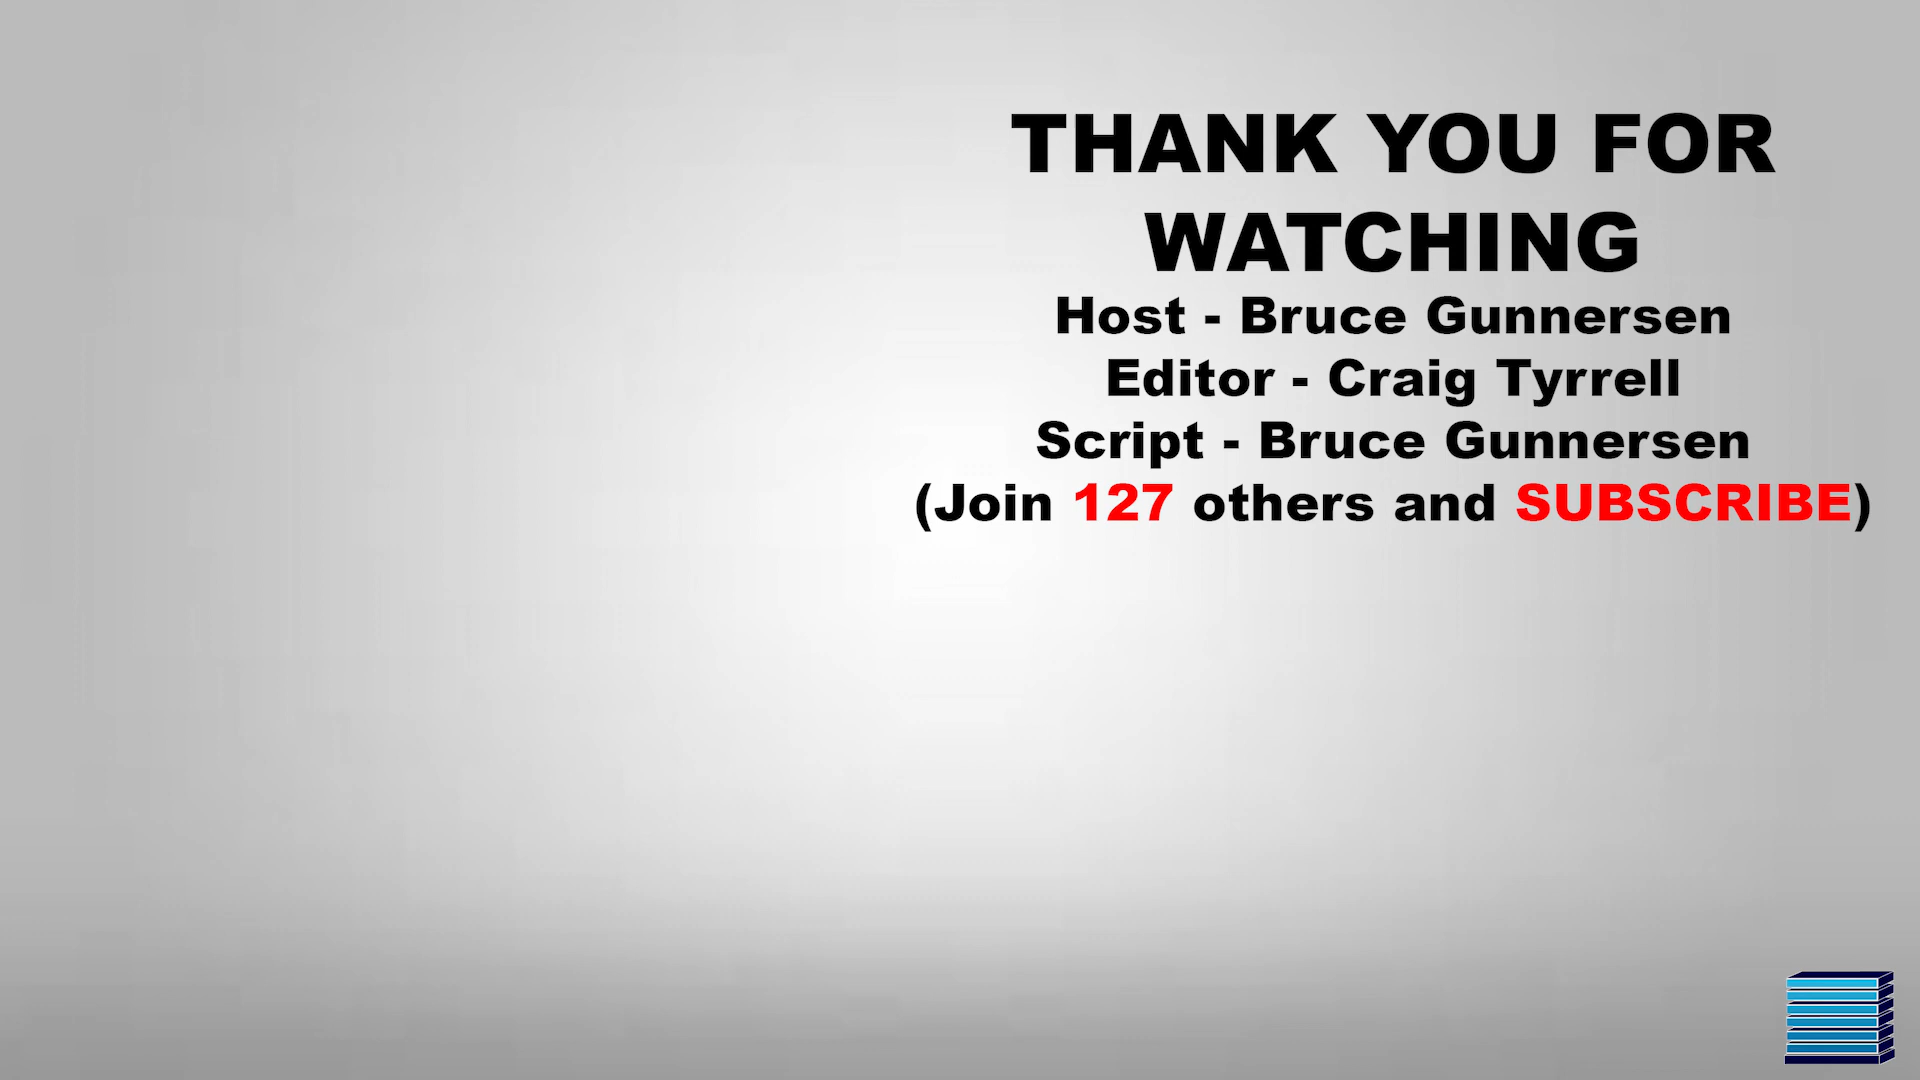 THANK YOU FOR
WATCHING
Host - Bruce Gunnersen
Editor - Craig Tyrrell
Script - Bruce Gunnersen
(Join 127 others and SUBSCRIBE)